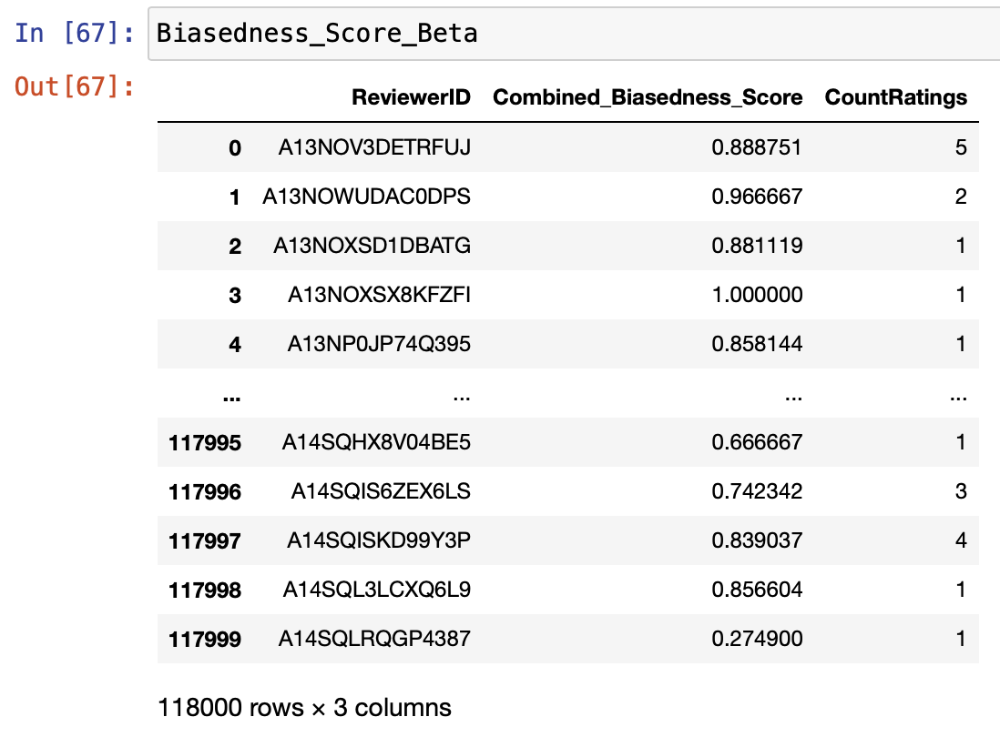 In [67]: Biasedness_Score_Beta
Out[67]:
ReviewerID Combined_Biasedness_Score CountRatings
0 A13NOV3DETRFUJ 0.888751 5
1 A13NOWUDAC0DPS 0.966667 2
2 A13NOXSD1DBATG 0.881119 1
3 A13NOXSX8KFZFI 1.000000 1
4 A13NP0JP74Q395 0.858144 1
... ... ... ...
117995 A14SQHX8V04BE5 0.666667 1
117996 A14SQIS6ZEX6LS 0.742342 3
117997 A14SQISKD99Y3P 0.839037 4
117998 A14SQL3LCXQ6L9 0.856604 1
117999 A14SQLRQGP4387 0.274900 1
118000 rows × 3 columns